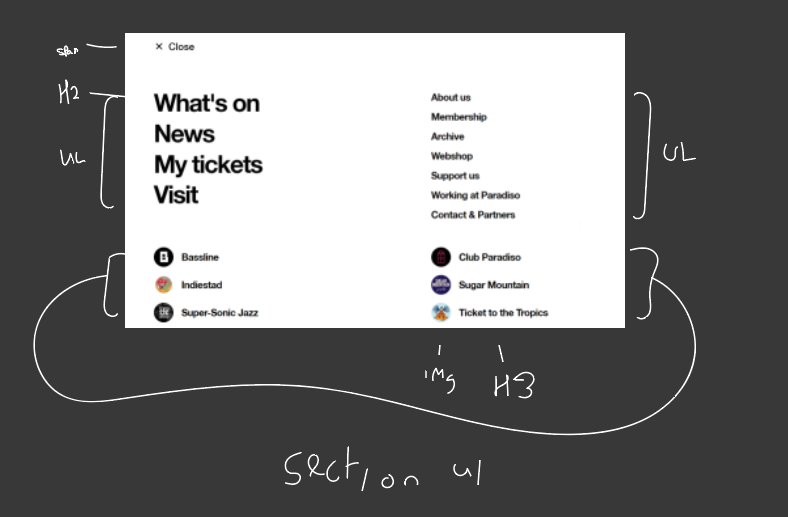 span
× Close
H2
What's on
News
My tickets
Visit
UL
About us
Membership
Archive
Webshop
Support us
Working at Paradiso
Contact & Partners
UL
Bassline
Indiestad
Super-Sonic Jazz
Club Paradiso
Sugar Mountain
Ticket to the Tropics
img
H3
section ul